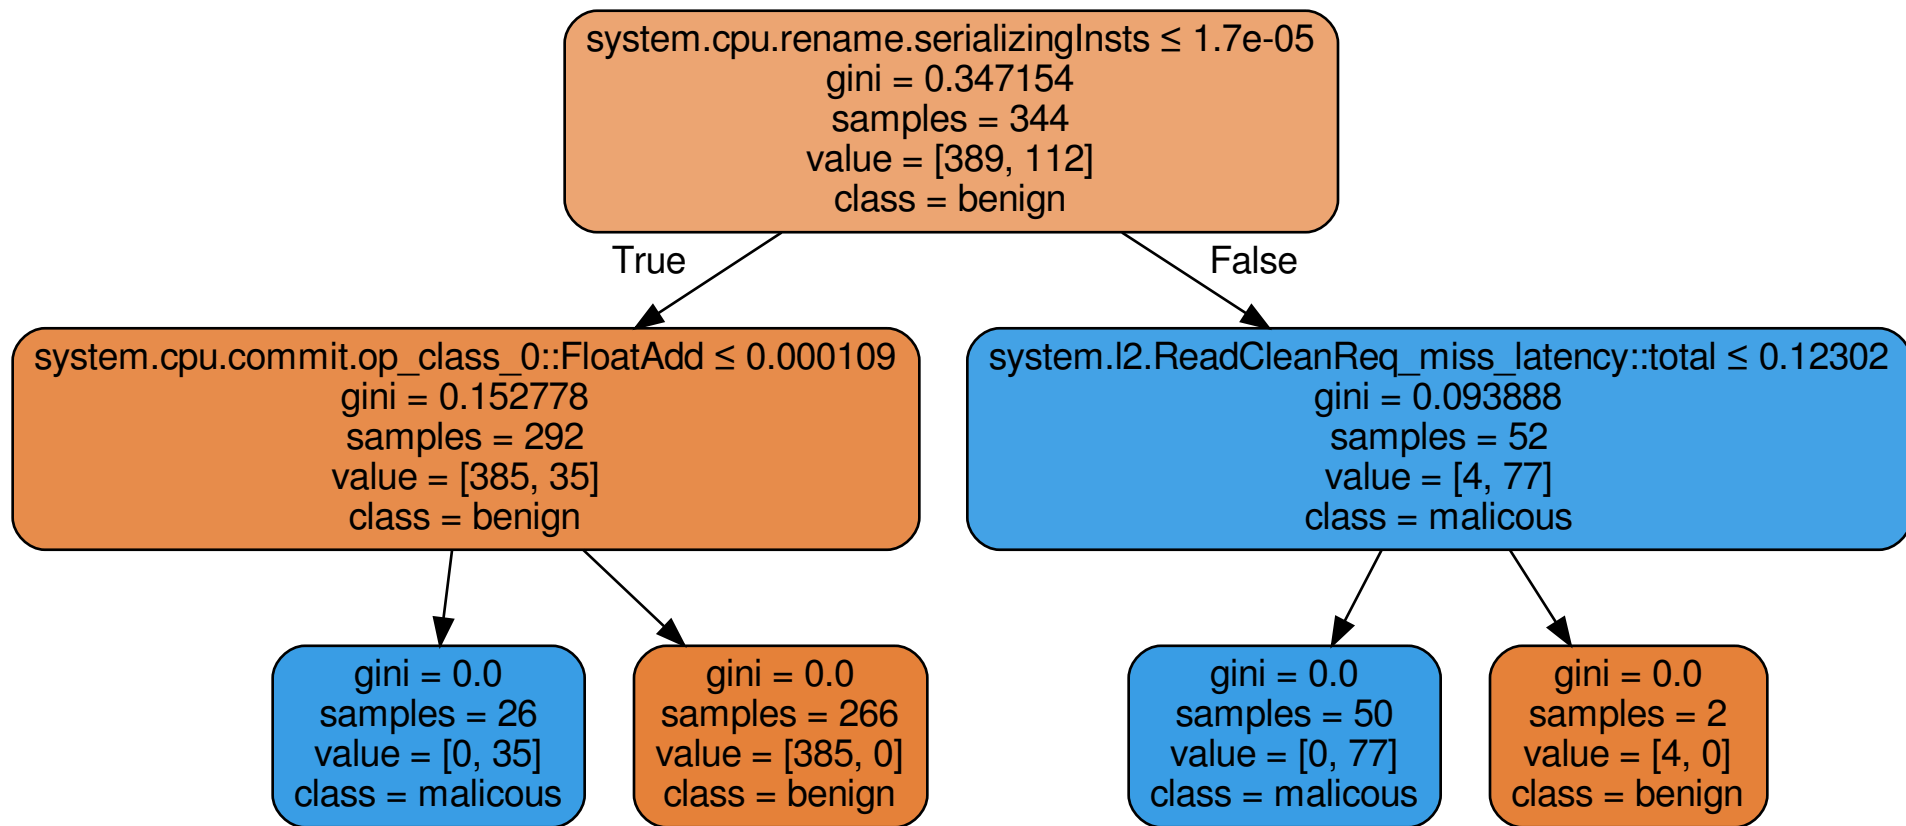 system.cpu.rename.serializingInsts ≤ 1.7e-05
gini = 0.347154
samples = 344
value = [389, 112]
class = benign
True
False
system.cpu.commit.op_class_0::FloatAdd ≤ 0.000109
gini = 0.152778
samples = 292
value = [385, 35]
class = benign
system.l2.ReadCleanReq_miss_latency::total ≤ 0.12302
gini = 0.093888
samples = 52
value = [4, 77]
class = malicous
gini = 0.0
samples = 26
value = [0, 35]
class = malicous
gini = 0.0
samples = 266
value = [385, 0]
class = benign
gini = 0.0
samples = 50
value = [0, 77]
class = malicous
gini = 0.0
samples = 2
value = [4, 0]
class = benign